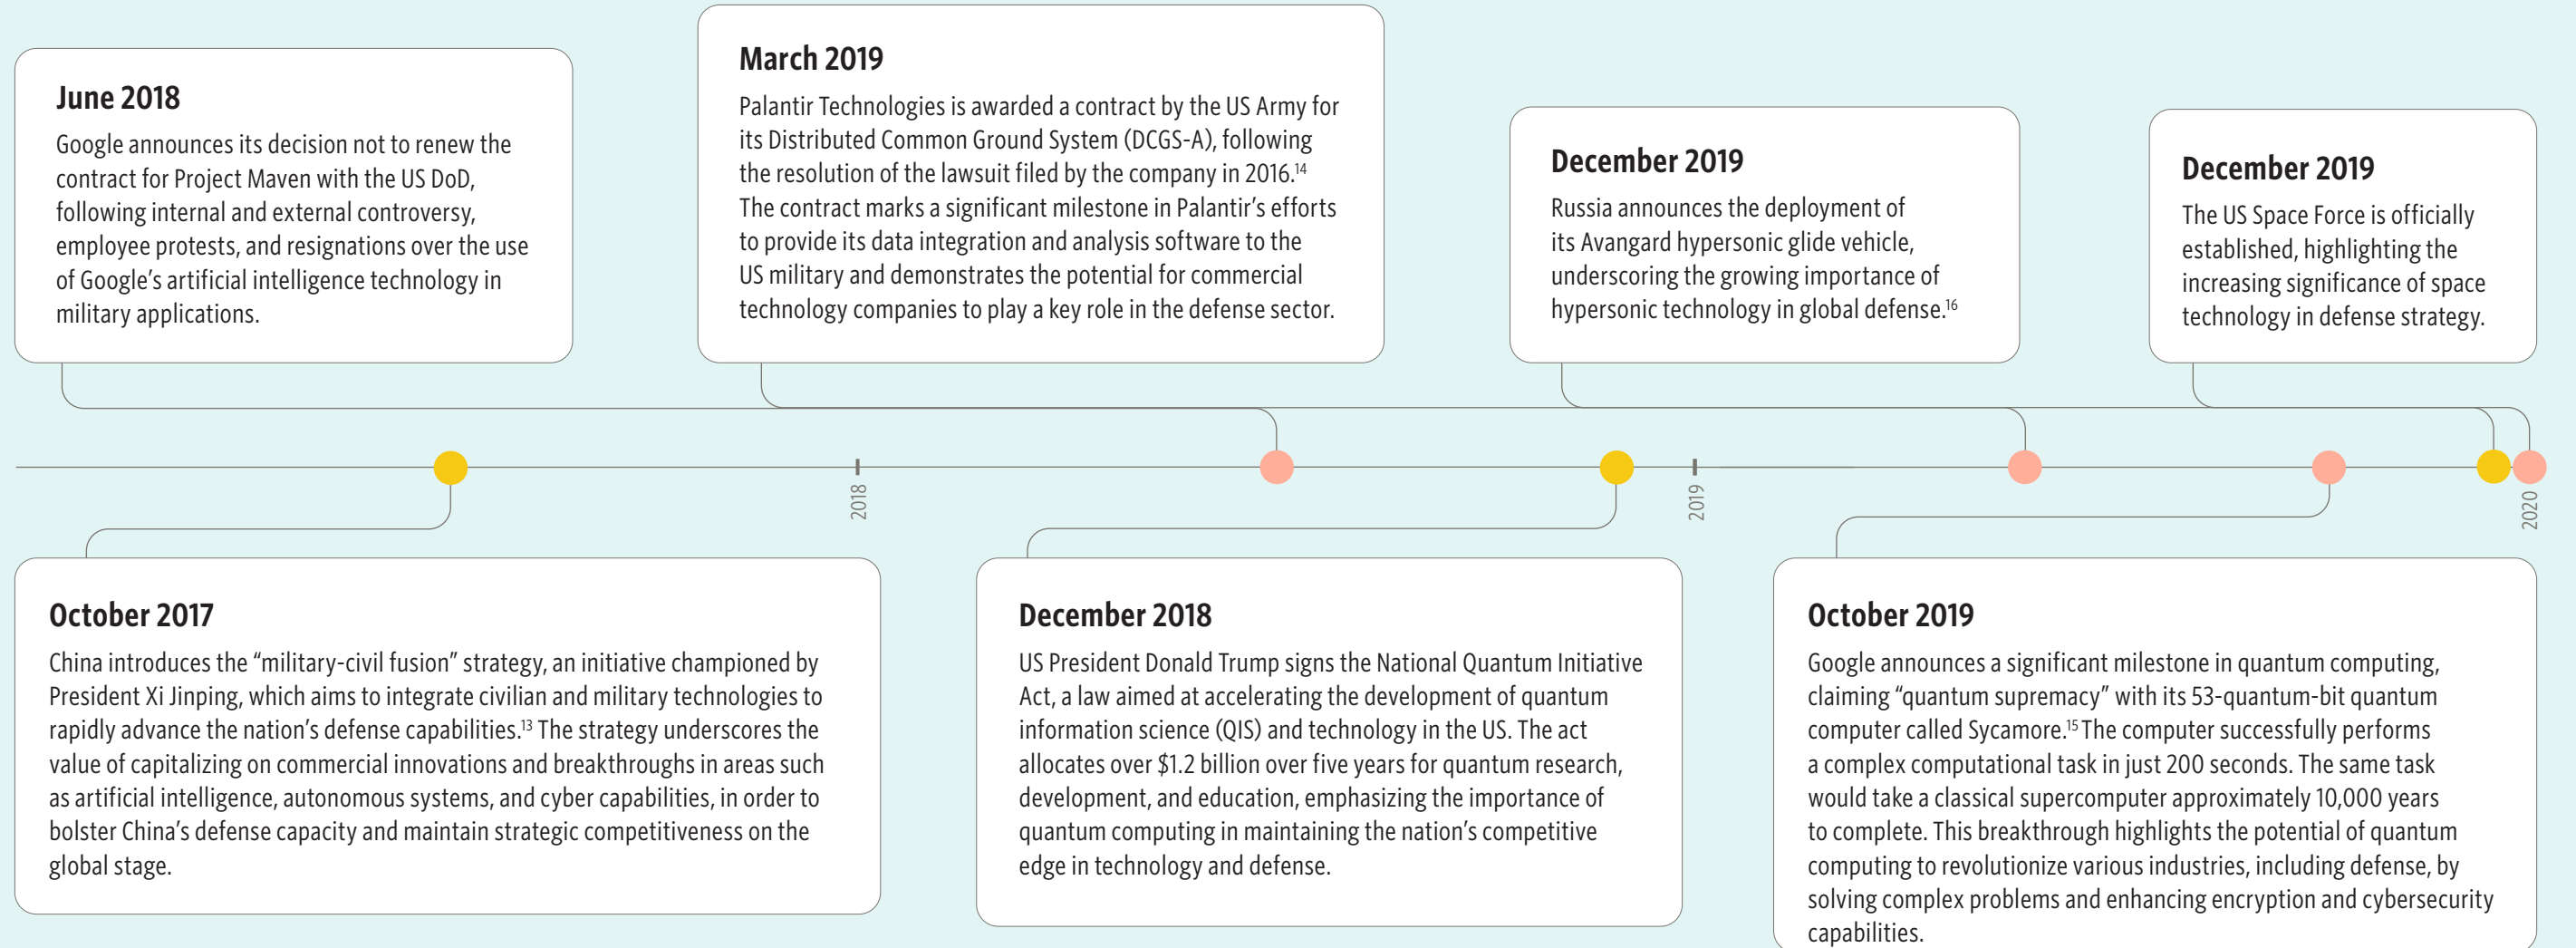 June 2018
Google announces its decision not to renew the
contract for Project Maven with the US DoD,
following internal and external controversy,
employee protests, and resignations over the use
of Google’s artificial intelligence technology in
military applications.
March 2019
Palantir Technologies is awarded a contract by the US Army for
its Distributed Common Ground System (DCGS-A), following
the resolution of the lawsuit filed by the company in 2016.14
The contract marks a significant milestone in Palantir’s efforts
to provide its data integration and analysis software to the
US military and demonstrates the potential for commercial
technology companies to play a key role in the defense sector.
December 2019
Russia announces the deployment of
its Avangard hypersonic glide vehicle,
underscoring the growing importance of
hypersonic technology in global defense.16
December 2019
The US Space Force is officially
established, highlighting the
increasing significance of space
technology in defense strategy.
2018
2019
2020
October 2017
China introduces the “military-civil fusion” strategy, an initiative championed by
President Xi Jinping, which aims to integrate civilian and military technologies to
rapidly advance the nation’s defense capabilities.13 The strategy underscores the
value of capitalizing on commercial innovations and breakthroughs in areas such
as artificial intelligence, autonomous systems, and cyber capabilities, in order to
bolster China’s defense capacity and maintain strategic competitiveness on the
global stage.
December 2018
US President Donald Trump signs the National Quantum Initiative
Act, a law aimed at accelerating the development of quantum
information science (QIS) and technology in the US. The act
allocates over $1.2 billion over five years for quantum research,
development, and education, emphasizing the importance of
quantum computing in maintaining the nation’s competitive
edge in technology and defense.
October 2019
Google announces a significant milestone in quantum computing,
claiming “quantum supremacy” with its 53-quantum-bit quantum
computer called Sycamore.15 The computer successfully performs
a complex computational task in just 200 seconds. The same task
would take a classical supercomputer approximately 10,000 years
to complete. This breakthrough highlights the potential of quantum
computing to revolutionize various industries, including defense, by
solving complex problems and enhancing encryption and cybersecurity
capabilities.